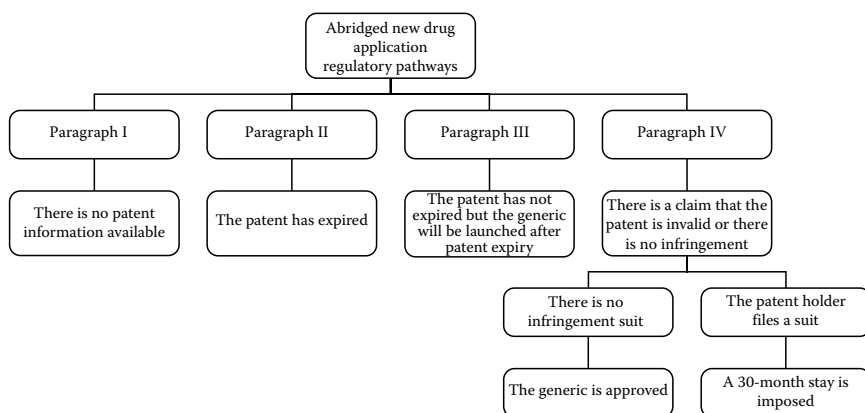 Abridged new drug
application
regulatory pathways
Paragraph I
Paragraph II
Paragraph III
Paragraph IV
There is no patent
information available
The patent has expired
The patent has not
expired but the generic
will be launched after
patent expiry
There is a claim that the
patent is invalid or there
is no infringement
There is no
infringement suit
The patent holder
files a suit
The generic is approved
A 30-month stay is
imposed